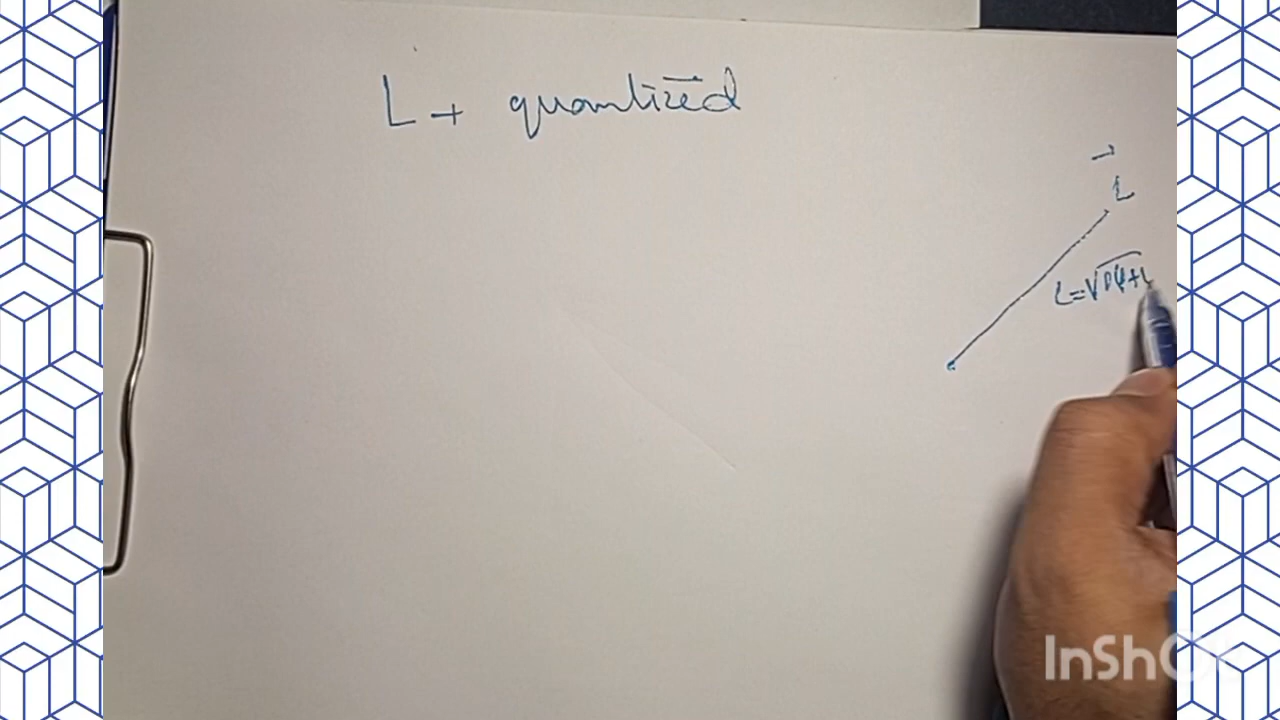 L + quantized
→
L
L = √l(l+1
InShot